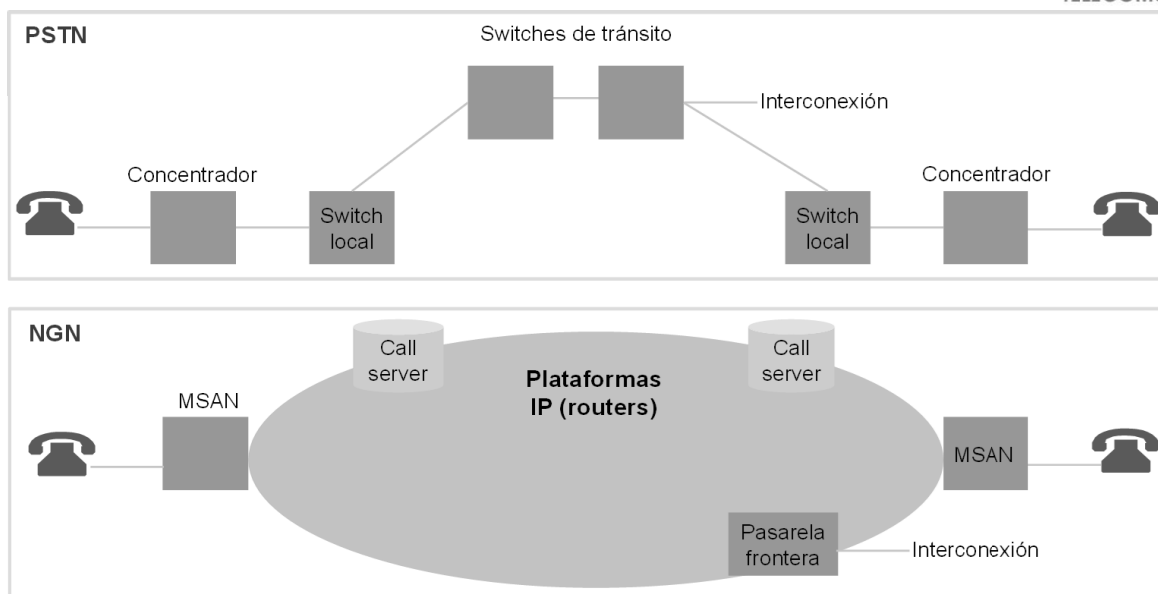 PSTN
Switches de tránsito
Interconexión
Concentrador
Concentrador
Switch
local
Switch
local
NGN
Call
server
Call
server
Plataformas
IP (routers)
MSAN
MSAN
Pasarela
frontera
Interconexión